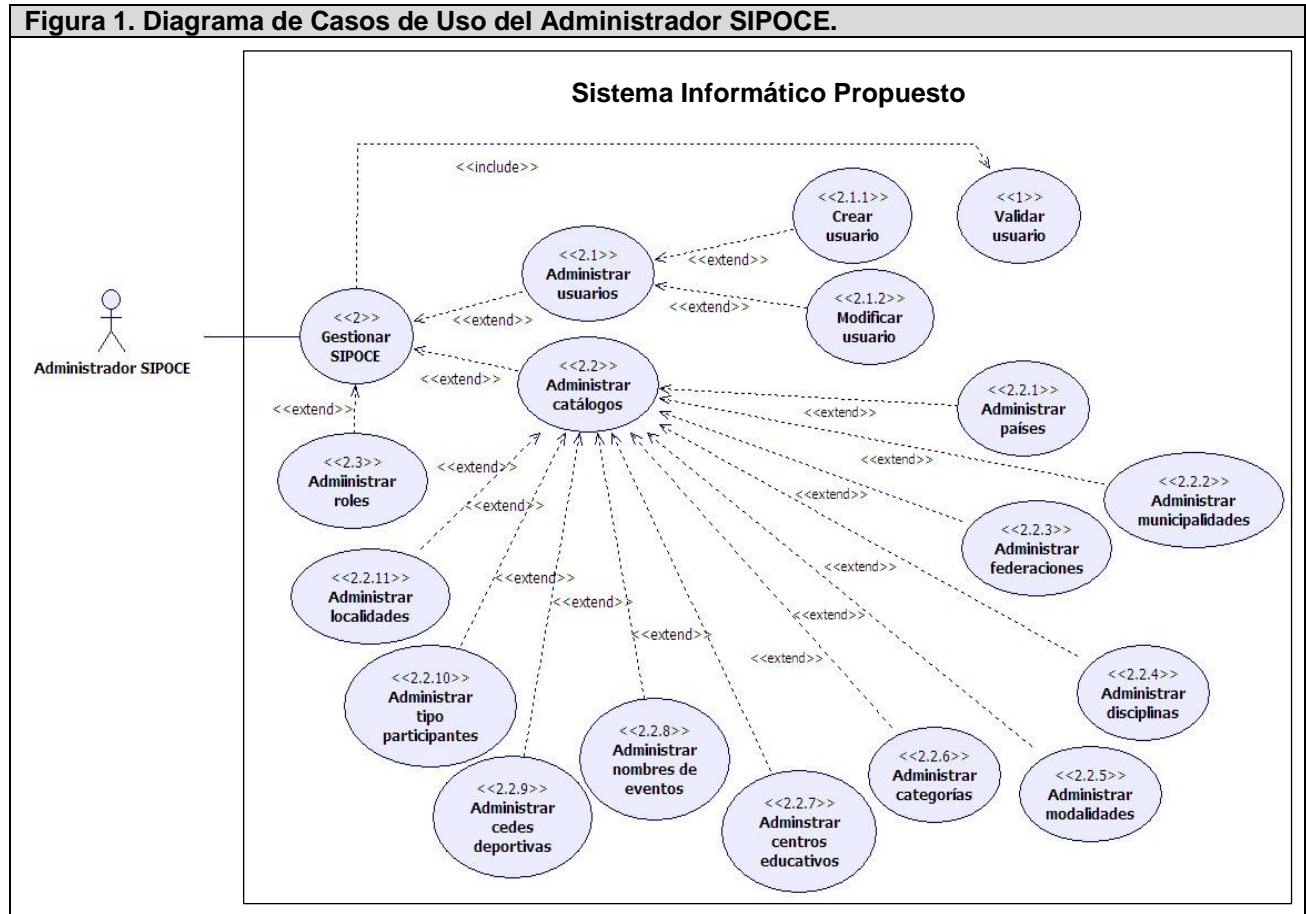 Figura 1. Diagrama de Casos de Uso del Administrador SIPOCE.
Sistema Informático Propuesto
<<include>>
<<2.1.1>>
Crear
usuario
<<1>>
Validar
usuario
<<2.1>>
Administrar
usuarios
<<extend>>
<<extend>>
<<2.1.2>>
Modificar
usuario
<<2>>
Gestionar
SIPOCE
<<extend>>
Administrador SIPOCE
<<extend>>
<<2.2>>
Administrar
catálogos
<<extend>>
<<2.3>>
Admiinistrar
roles
<<extend>>
<<2.2.1>>
Administrar
países
<<extend>>
<<2.2.2>>
Administrar
municipalidades
<<extend>>
<<2.2.3>>
Administrar
federaciones
<<extend>>
<<extend>>
<<2.2.11>>
Administrar
localidades
<<extend>>
<<extend>>
<<extend>>
<<extend>>
<<extend>>
<<extend>>
<<extend>>
<<2.2.4>>
Administrar
disciplinas
<<2.2.10>>
Administrar
tipo
participantes
<<2.2.8>>
Administrar
nombres de
eventos
<<2.2.6>>
Administrar
categorías
<<2.2.5>>
Administrar
modalidades
<<2.2.9>>
Administrar
cedes
deportivas
<<2.2.7>>
Adminstrar
centros
educativos